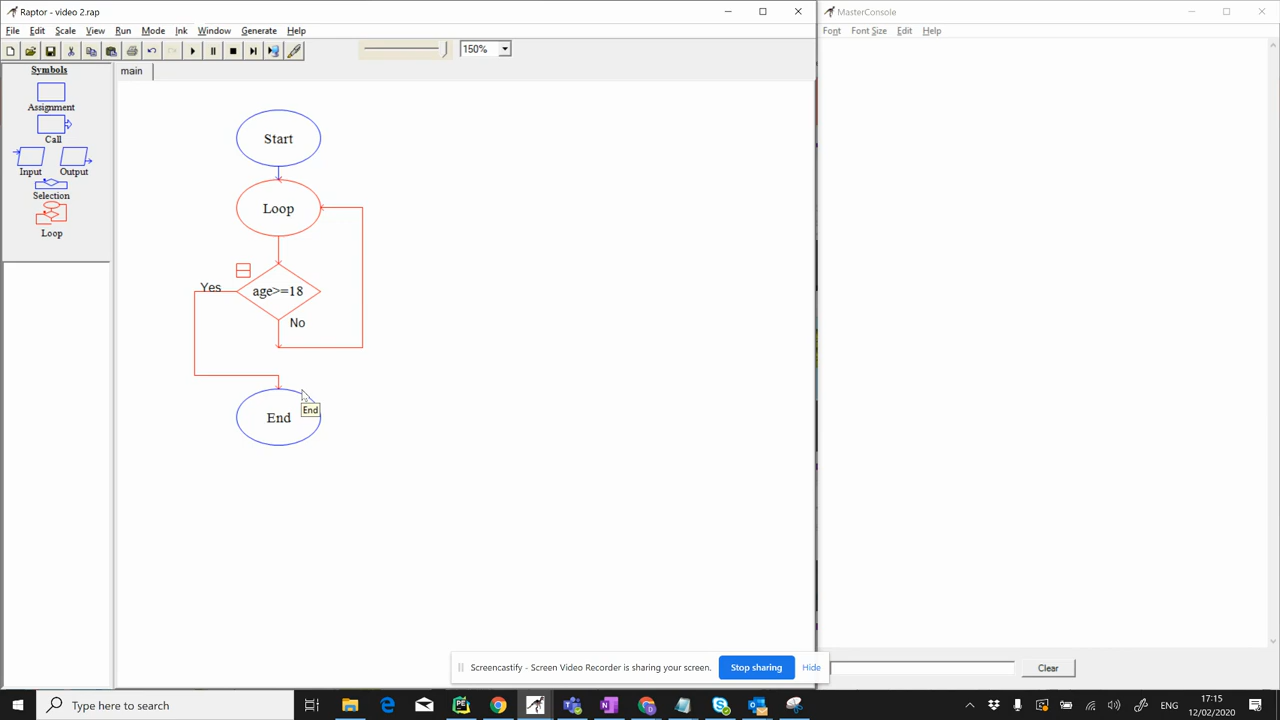 Raptor - video 2.rap
File Edit Scale View Run Mode Ink Window Generate Help
150%
Symbols
Assignment
Call
Input Output
Selection
Loop
main
Start
Loop
Yes
age>=18
No
End
End
MasterConsole
Font Font Size Edit Help
Clear
Screencastify - Screen Video Recorder is sharing your screen. Stop sharing Hide
Type here to search
ENG
17:15
12/02/2020